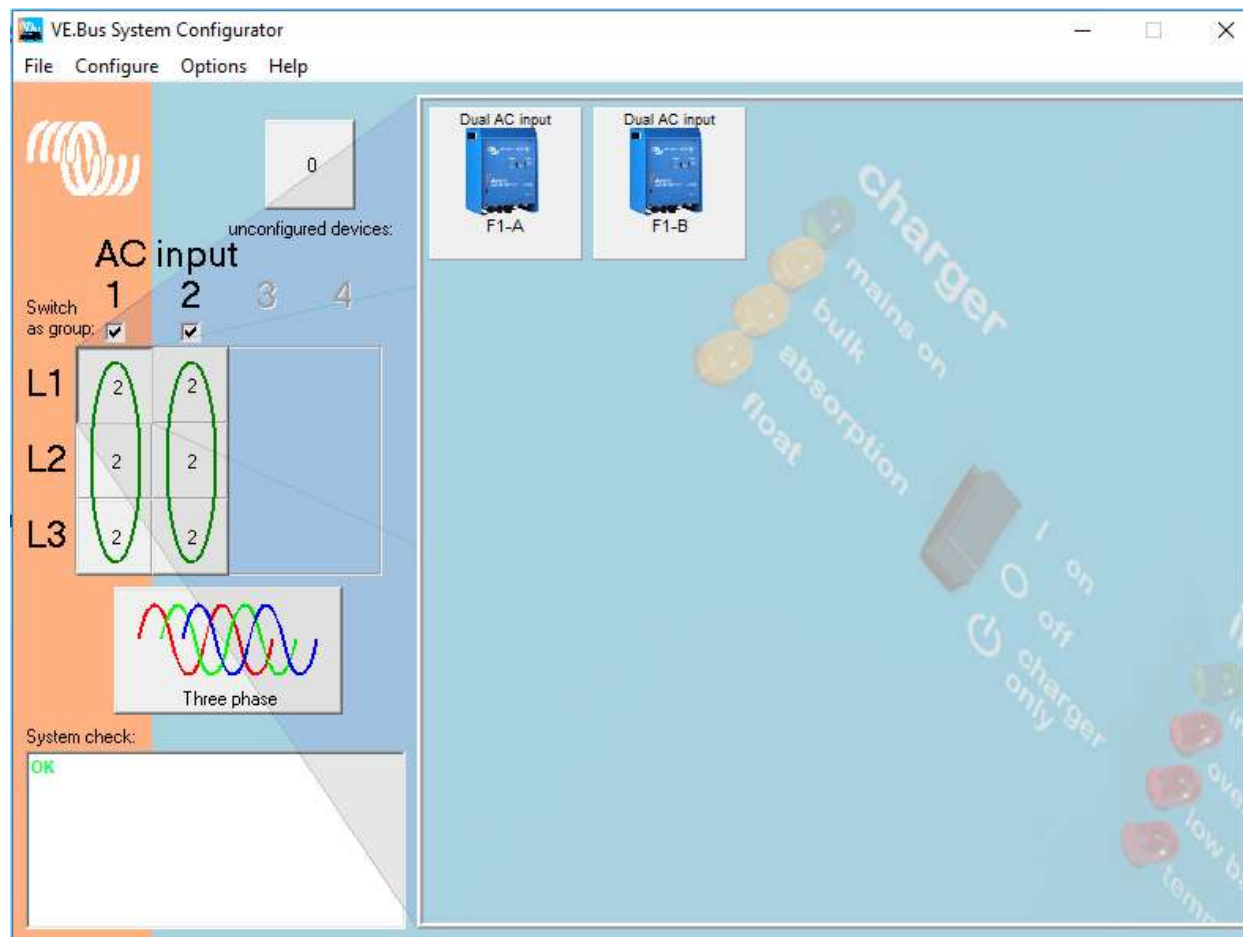 VE.Bus System Configurator
File Configure Options Help
0
unconfigured devices:
AC input
Switch as group:
1 2 3 4
L1 2 2
L2 2 2
L3 2 2
Three phase
System check:
OK
Dual AC input
F1-A
Dual AC input
F1-B
charger
mains on
bulk
absorption
float
I on
O off
charger only